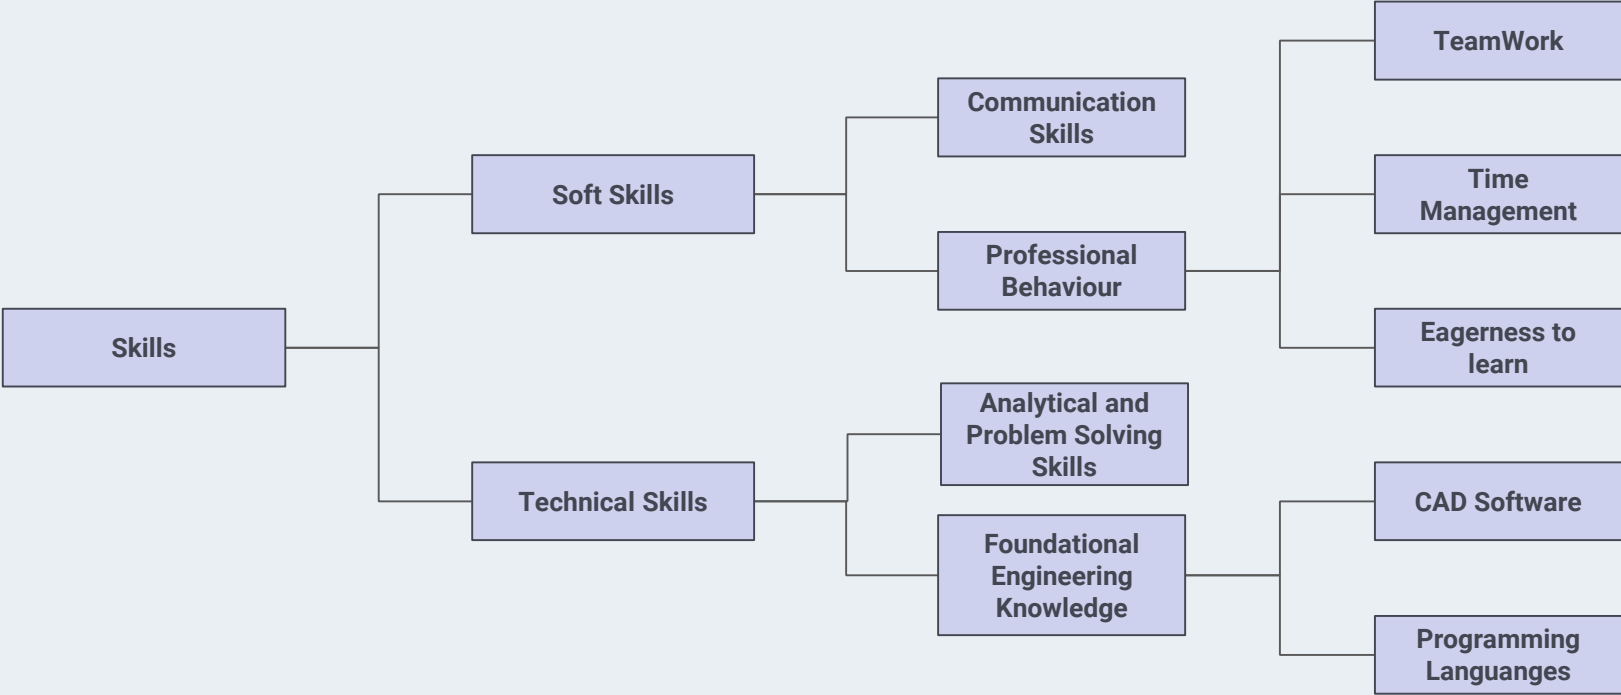 TeamWork
Communication
Skills
Time
Management
Soft Skills
Professional
Behaviour
Eagerness to
learn
Skills
Analytical and
Problem Solving
Skills
Technical Skills
CAD Software
Foundational
Engineering
Knowledge
Programming
Languanges